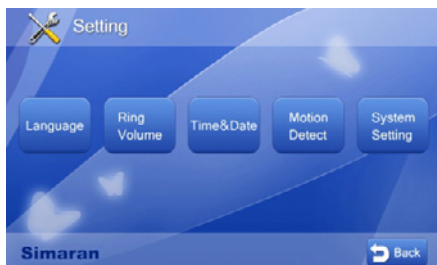 Setting
Language
Ring
Volume
Time&Date
Motion
Detect
System
Setting
Simaran
Back